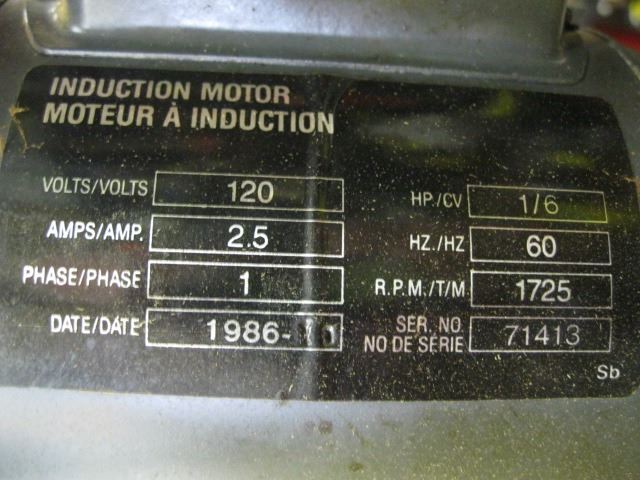 INDUCTION MOTOR
MOTEUR À INDUCTION
VOLTS/VOLTS 120
AMPS/AMP. 2.5
PHASE/PHASE 1
DATE/DATE 1986-
HP./CV 1/6
HZ./HZ 60
R.P.M./T/M 1725
SER. NO.
NO DE SÉRIE 71413
Sb